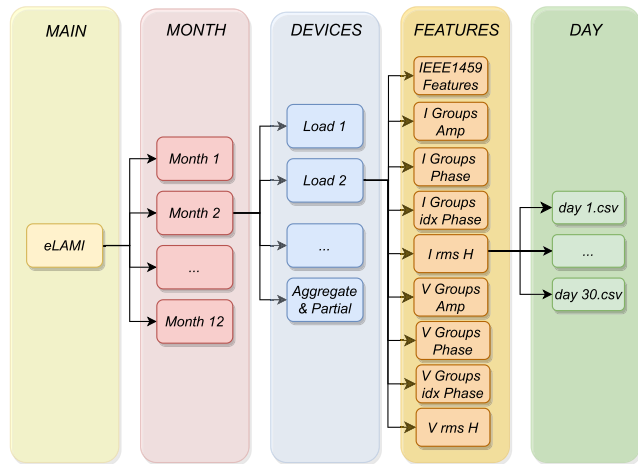 MAIN
MONTH
DEVICES
FEATURES
DAY
eLAMI
Month 1
Month 2
...
Month 12
Load 1
Load 2
...
Aggregate
& Partial
IEEE1459
Features
I Groups
Amp
I Groups
Phase
I Groups
idx Phase
I rms H
V Groups
Amp
V Groups
Phase
V Groups
idx Phase
V rms H
day 1.csv
...
day 30.csv